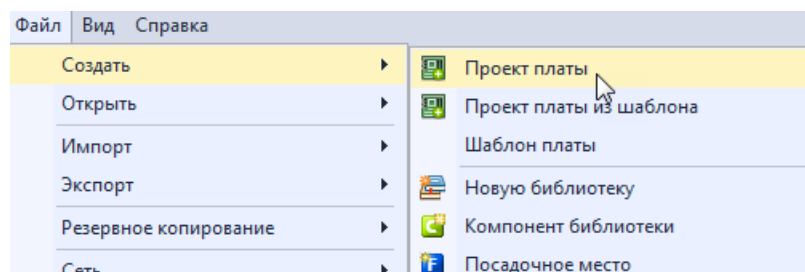 Файл Вид Справка
Создать
Проект платы
Открыть
Проект платы из шаблона
Импорт
Шаблон платы
Экспорт
Новую библиотеку
Резервное копирование
Компонент библиотеки
Сеть
Посадочное место